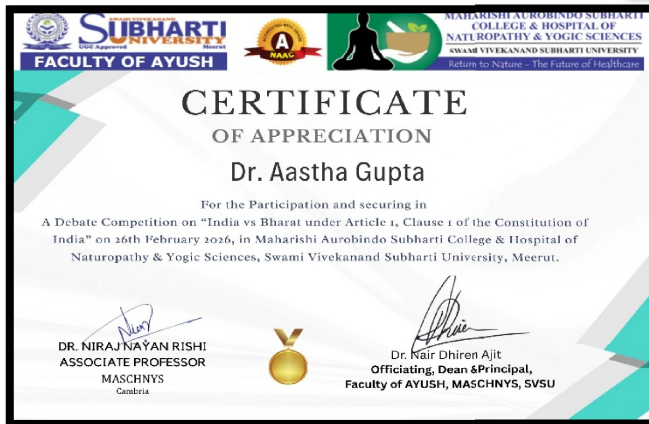 SWAMI VIVEKANAND
SUBHARTI
UNIVERSITY
UGC Approved Meerut
FACULTY OF AYUSH
A
NAAC
MAHARISHI AUROBINDO SUBHARTI
COLLEGE & HOSPITAL OF
NATUROPATHY & YOGIC SCIENCES
SWAMI VIVEKANAND SUBHARTI UNIVERSITY
Return to Nature - The Future of Healthcare
CERTIFICATE
OF APPRECIATION
Dr. Aastha Gupta
For the Participation and securing in
A Debate Competition on "India vs Bharat under Article 1, Clause 1 of the Constitution of
India" on 26th February 2026, in Maharishi Aurobindo Subharti College & Hospital of
Naturopathy & Yogic Sciences, Swami Vivekanand Subharti University, Meerut.
DR. NIRAJ NAYAN RISHI
ASSOCIATE PROFESSOR
MASCHNYS
Cambria
Dr. Nair Dhiren Ajit
Officiating, Dean &Principal,
Faculty of AYUSH, MASCHNYS, SVSU